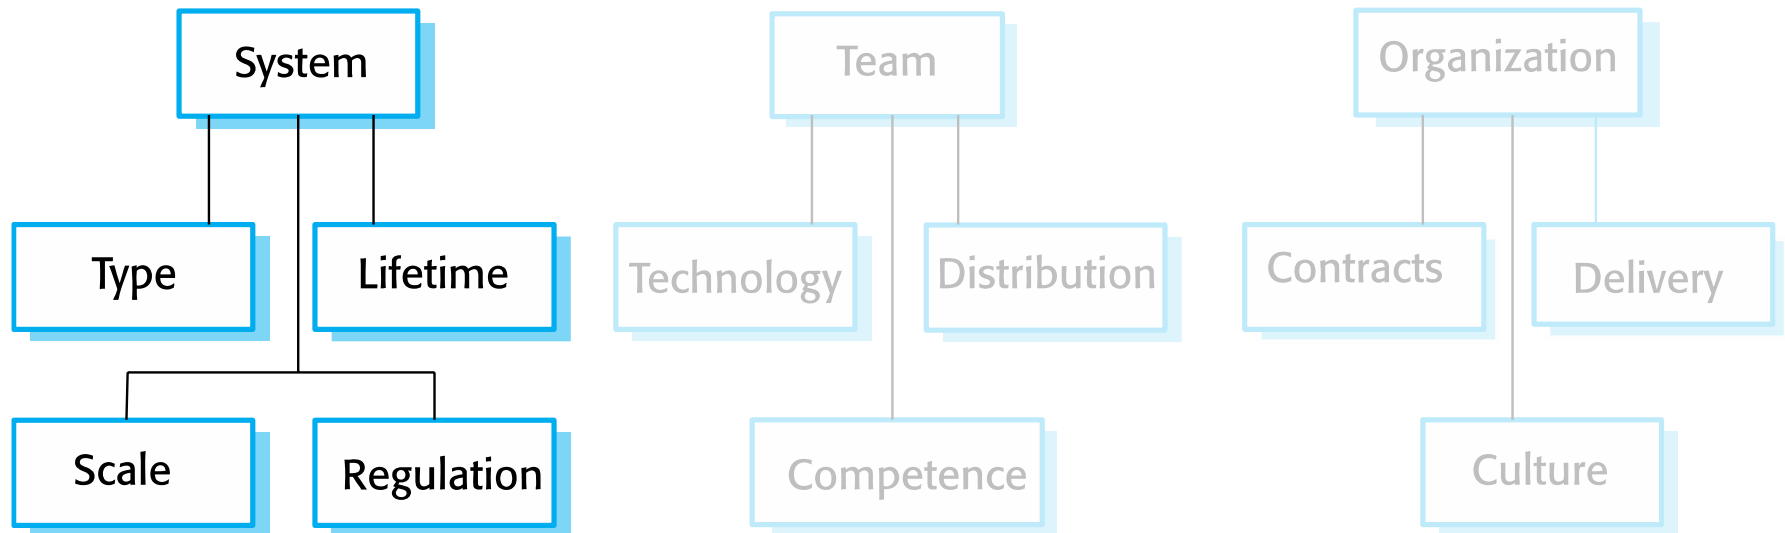 System
Type
Lifetime
Scale
Regulation
Team
Technology
Distribution
Competence
Organization
Contracts
Delivery
Culture